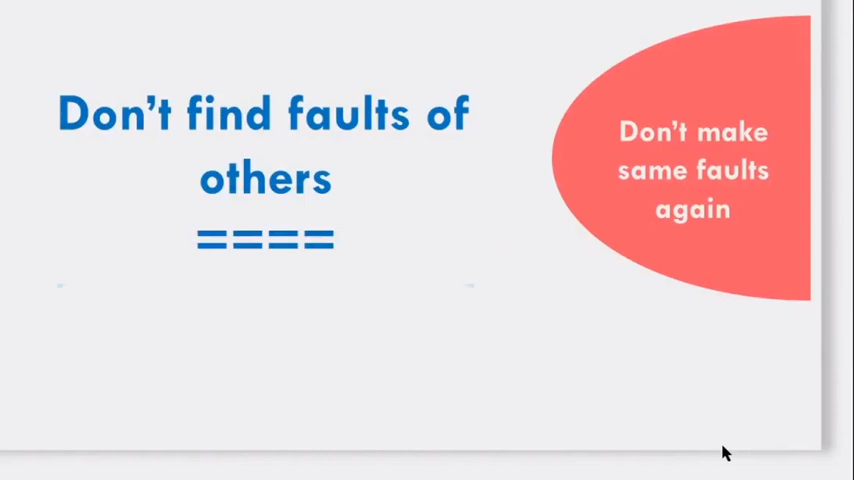 Don't find faults of
others
====
Don't make
same faults
again